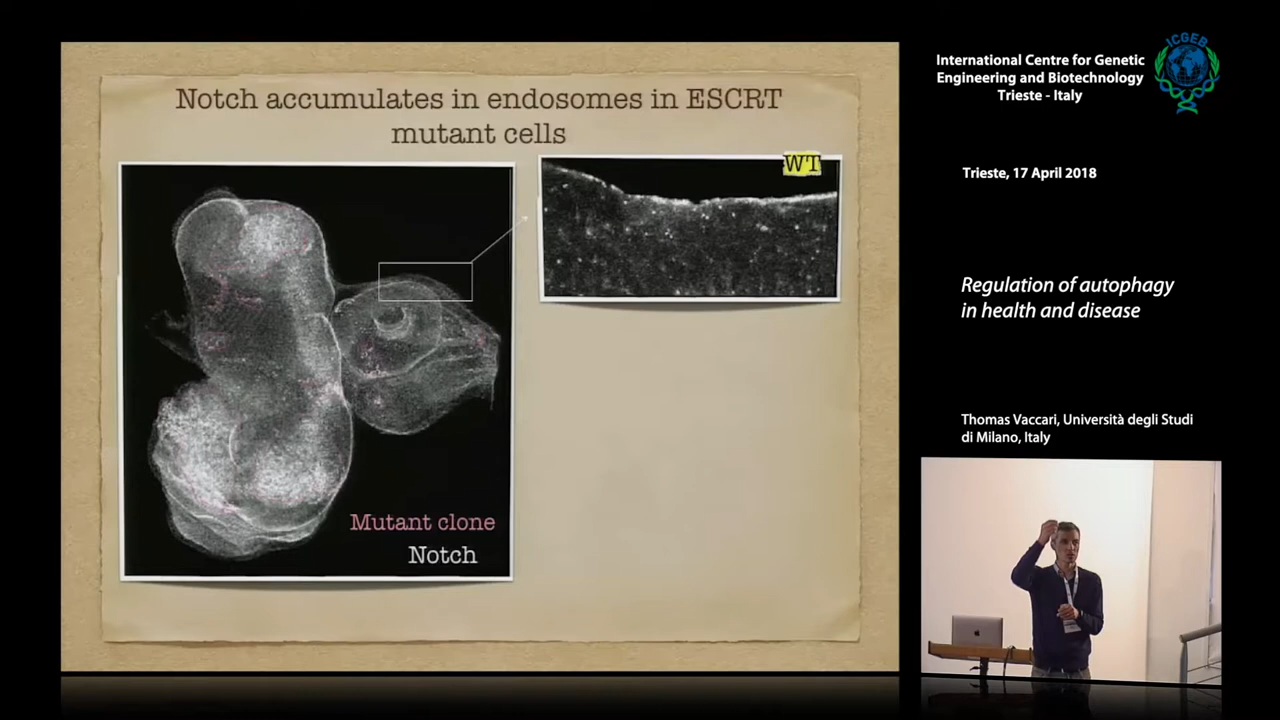 Notch accumulates in endosomes in ESCRT
mutant cells
WT
Mutant clone
Notch
International Centre for Genetic
Engineering and Biotechnology
Trieste - Italy
ICGEB
Trieste, 17 April 2018
Regulation of autophagy
in health and disease
Thomas Vaccari, Università degli Studi
di Milano, Italy